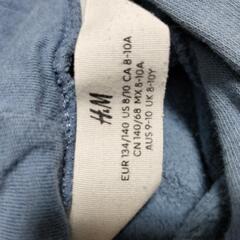 H&M
EUR 134/140 US 8/10 CA 8-10A
CN 140/68 MX 8-10A
AUS 9-10 UK 8-10Y